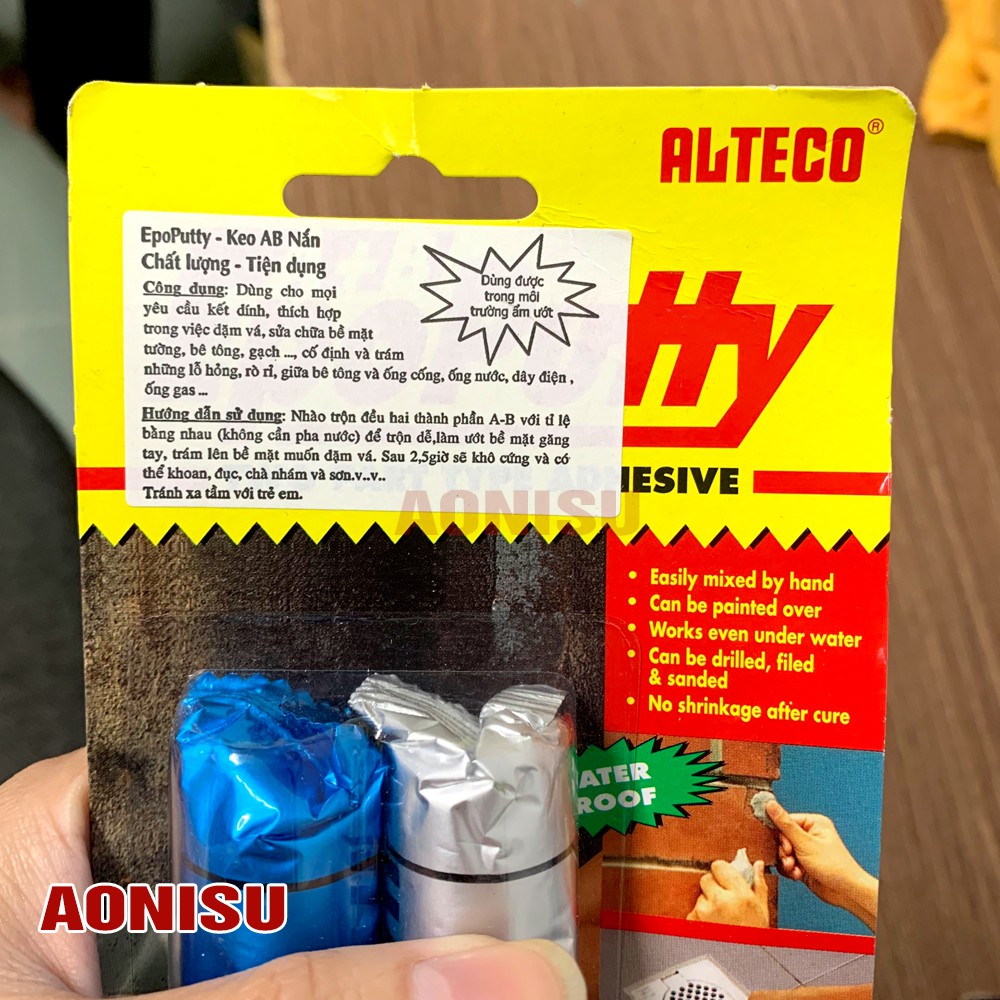 ALTECO®
EpoPutty - Keo AB Nắn
Chất lượng - Tiện dụng
Công dụng: Dùng cho mọi
yêu cầu kết dính, thích hợp
trong việc dặm vá, sửa chữa bề mặt
tường, bê tông, gạch ..., cố định và trám
những lỗ hỏng, rò rỉ, giữa bê tông và ống cống, ống nước, dây điện ,
ống gas ...
Dùng được
trong môi
trường ẩm ướt
Hướng dẫn sử dụng: Nhào trộn đều hai thành phần A-B với tỉ lệ
bằng nhau (không cần pha nước) để trộn dễ,làm ướt bề mặt găng
tay, trám lên bề mặt muốn dặm vá. Sau 2,5giờ sẽ khô cứng và có
thể khoan, đục, chà nhám và sơn.v..v..
Tránh xa tầm với trẻ em.
tty
HESIVE
AONISU
• Easily mixed by hand
• Can be painted over
• Works even under water
• Can be drilled, filed
& sanded
• No shrinkage after cure
ATER
ROOF
AONISU